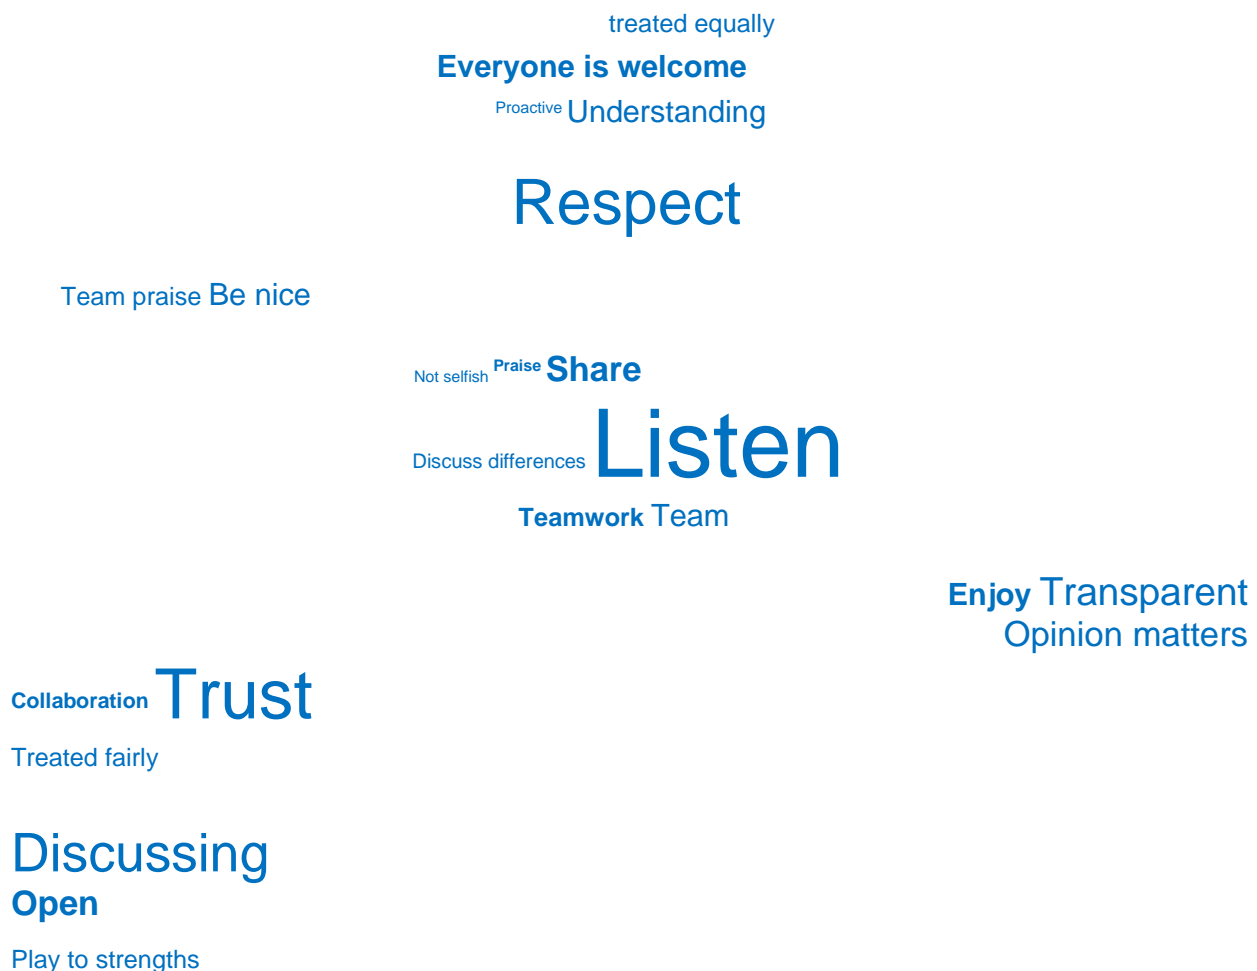 treated equally
Everyone is welcome
Proactive Understanding
Respect
Team praise Be nice
Not selfish Praise Share
Discuss differences Listen
Teamwork Team
Enjoy Transparent
Opinion matters
Collaboration Trust
Treated fairly
Discussing
Open
Play to strengths